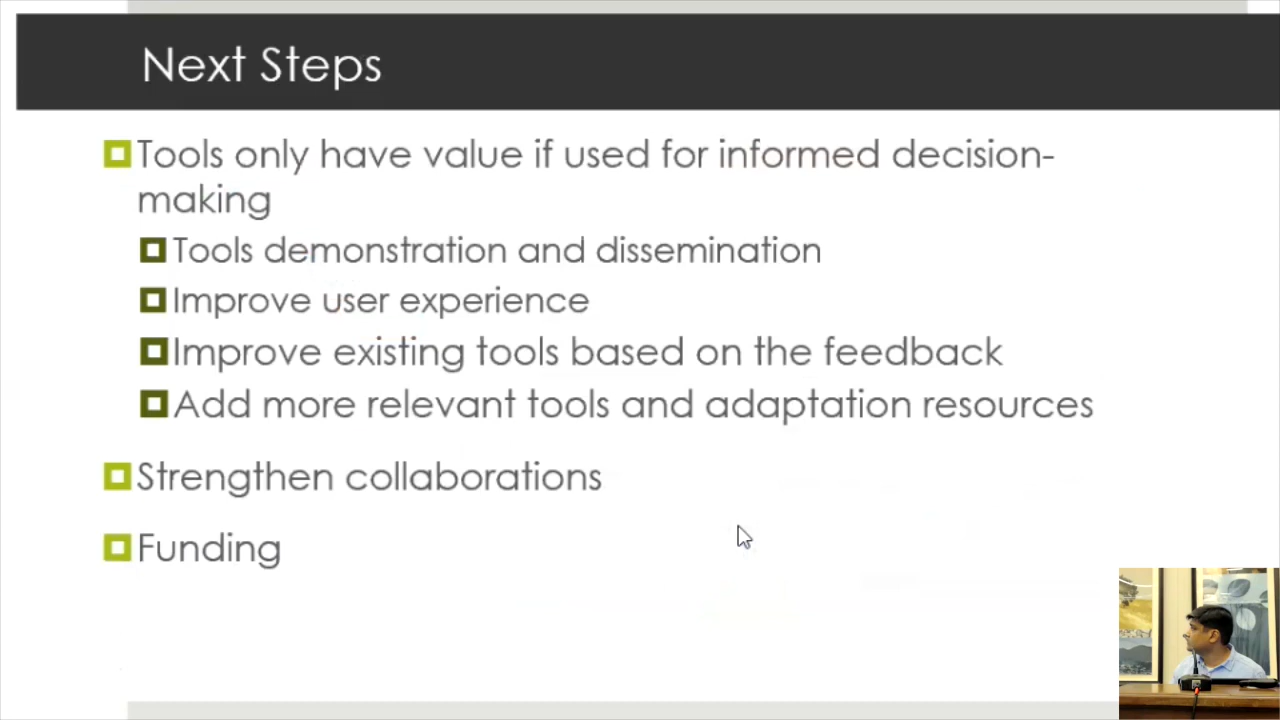 Next Steps
Tools only have value if used for informed decision-
making
Tools demonstration and dissemination
Improve user experience
Improve existing tools based on the feedback
Add more relevant tools and adaptation resources
Strengthen collaborations
Funding